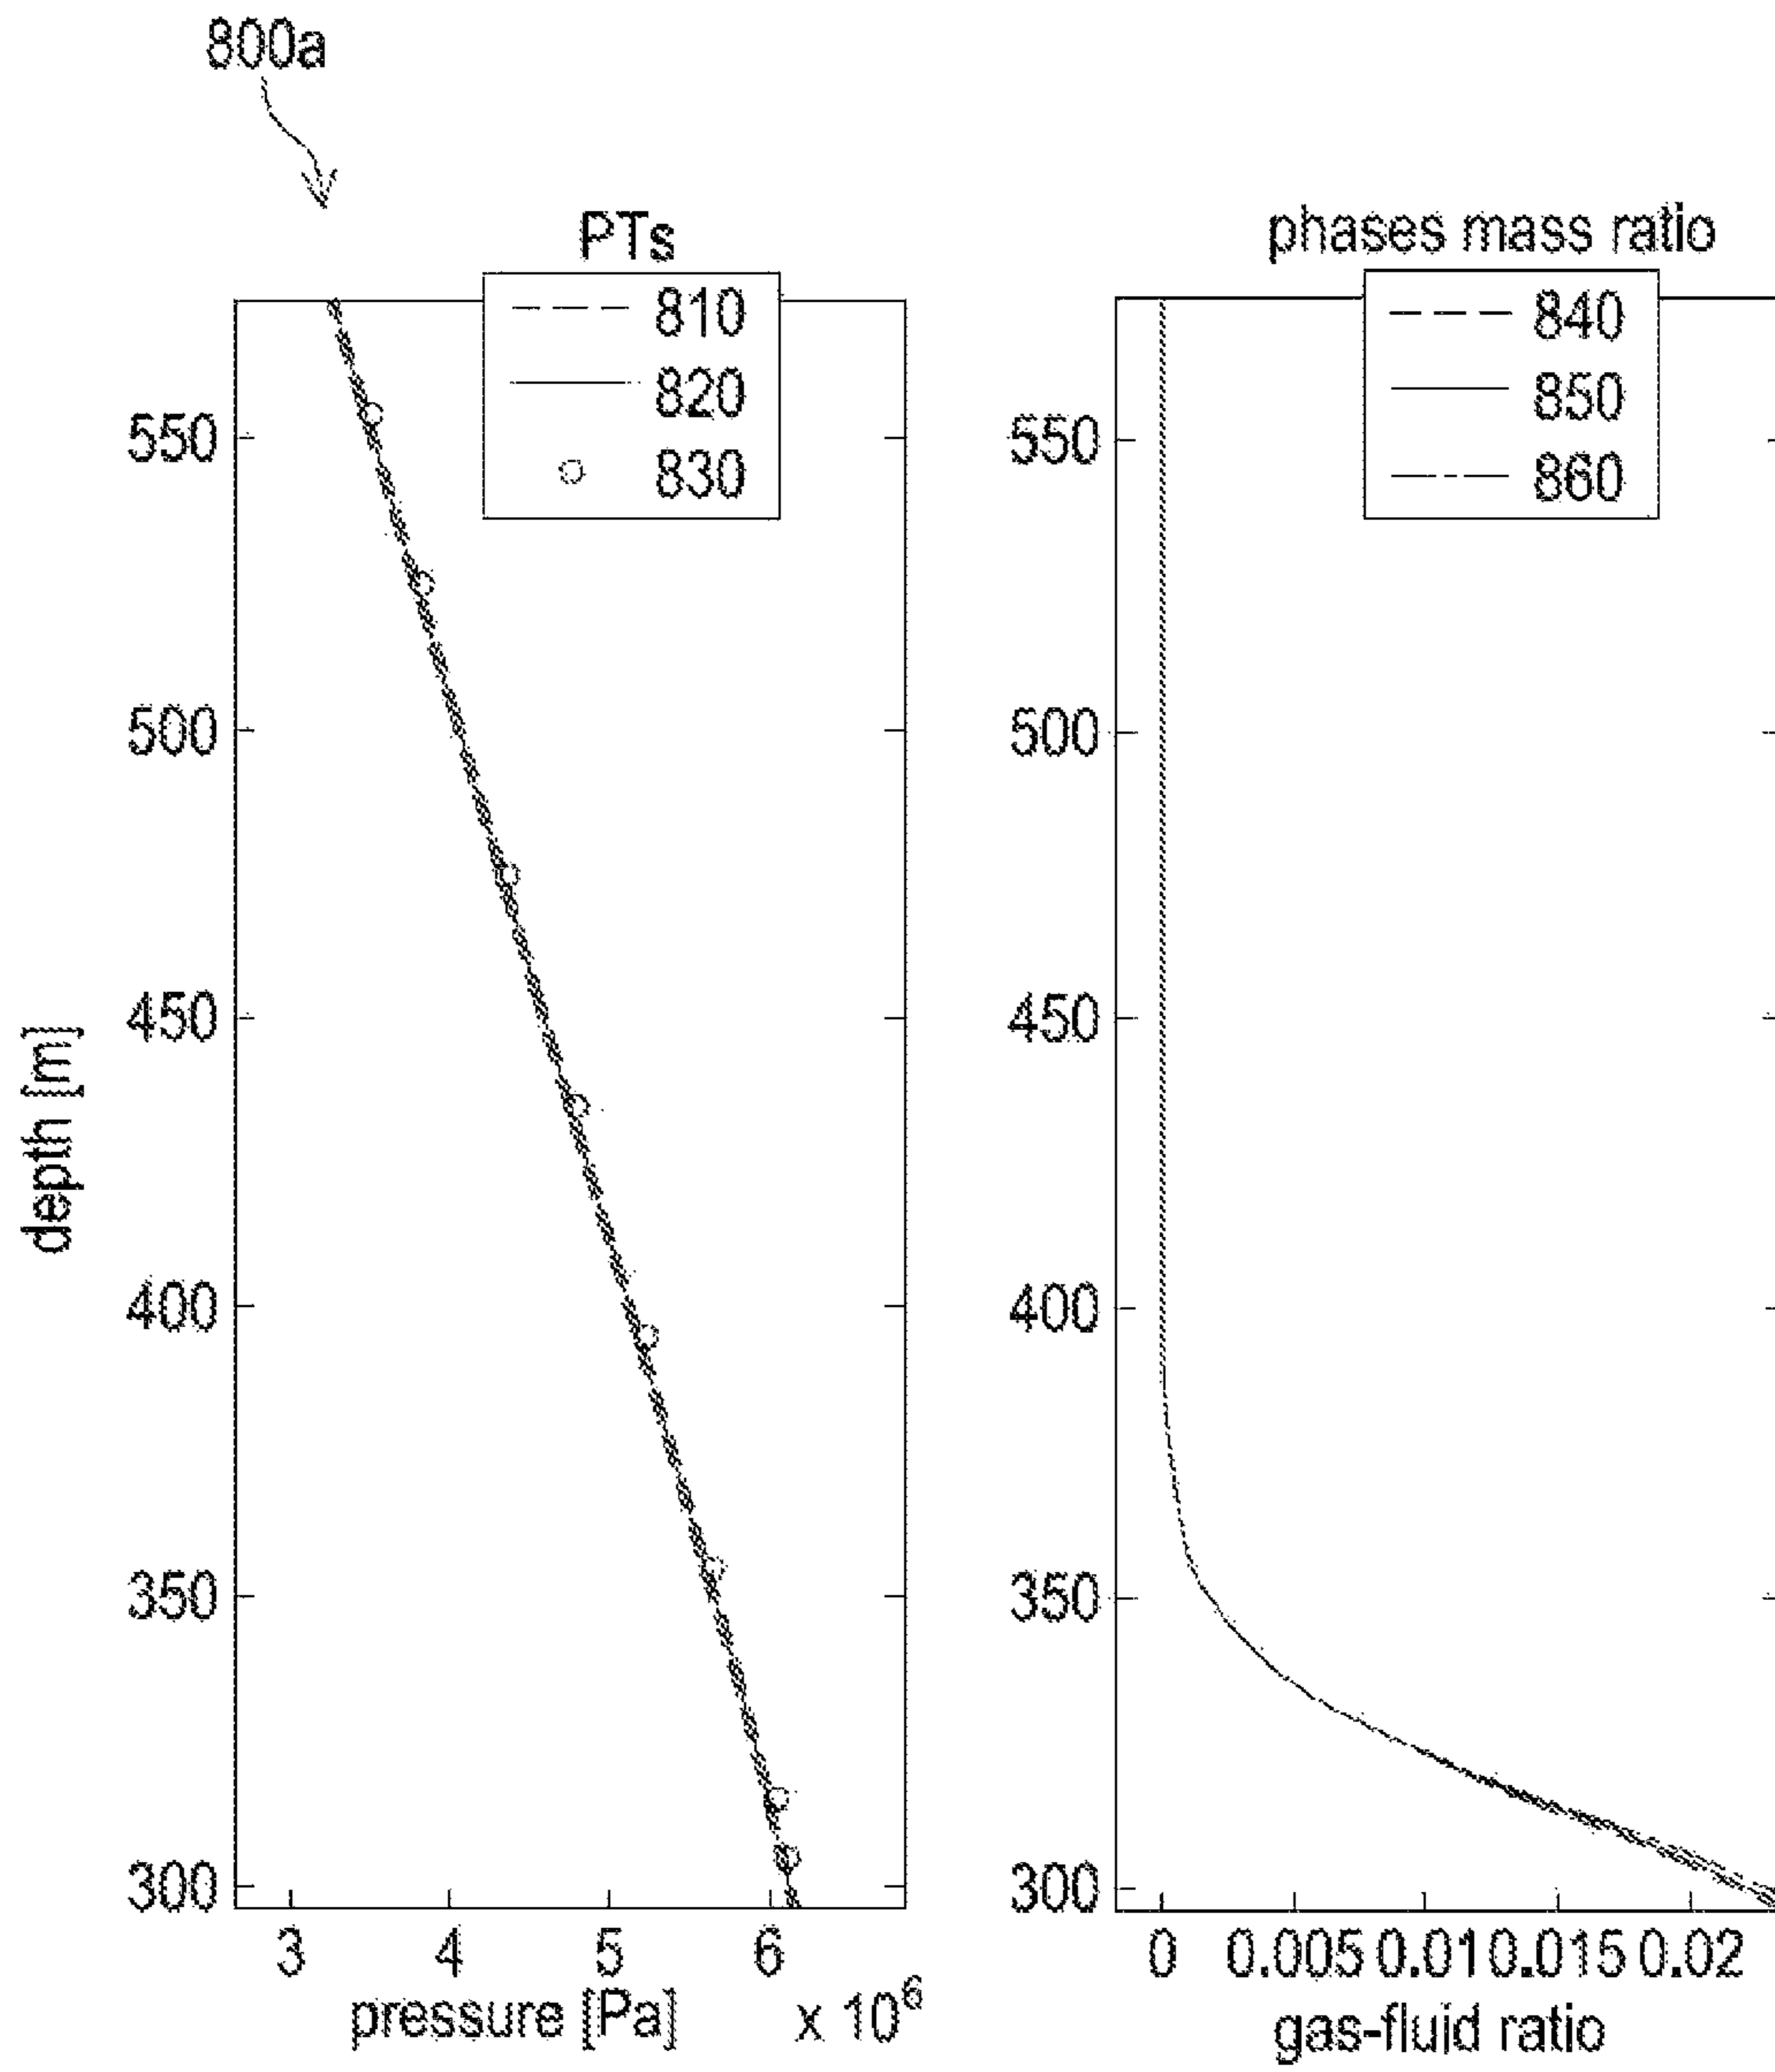 800a
PTs
810
820
830
550
500
450
400
350
300
depth [m]
3 4 5 6
pressure [Pa] x 10⁶
phases mass ratio
840
850
860
550
500
450
400
350
300
0 0.005 0.01 0.015 0.02
gas-fluid ratio